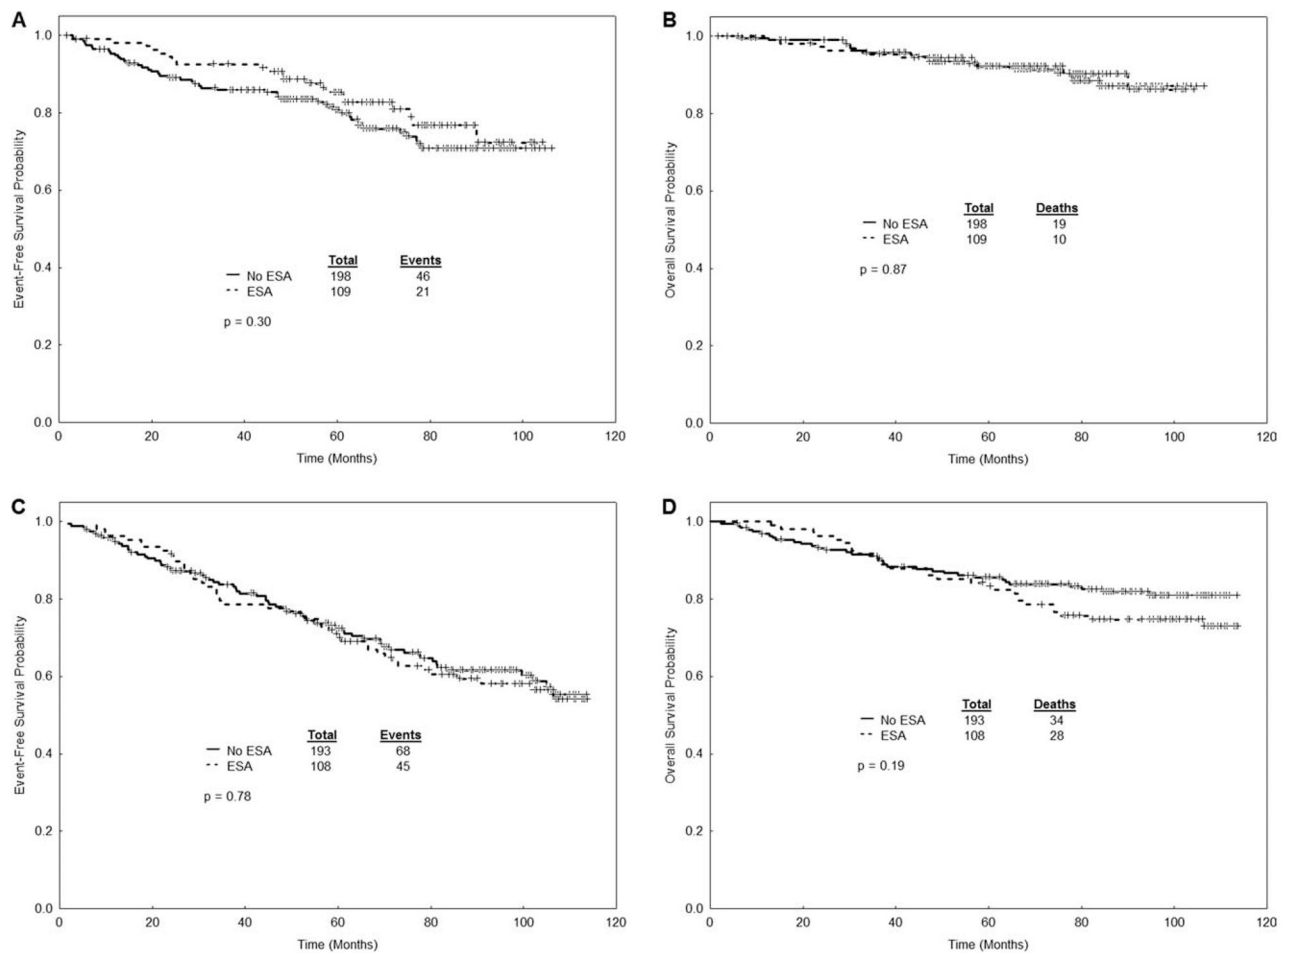 A
1.0
0.8
0.6
0.4
0.2
0.0
Event-Free Survival Probability
Total Events
No ESA 198 46
ESA 109 21
p = 0.30
0 20 40 60 80 100 120
Time (Months)
B
1.0
0.8
0.6
0.4
0.2
0.0
Overall Survival Probability
Total Deaths
No ESA 198 19
ESA 109 10
p = 0.87
0 20 40 60 80 100 120
Time (Months)
C
1.0
0.8
0.6
0.4
0.2
0.0
Event-Free Survival Probability
Total Events
No ESA 193 68
ESA 108 45
p = 0.78
0 20 40 60 80 100 120
Time (Months)
D
1.0
0.8
0.6
0.4
0.2
0.0
Overall Survival Probability
Total Deaths
No ESA 193 34
ESA 108 28
p = 0.19
0 20 40 60 80 100 120
Time (Months)